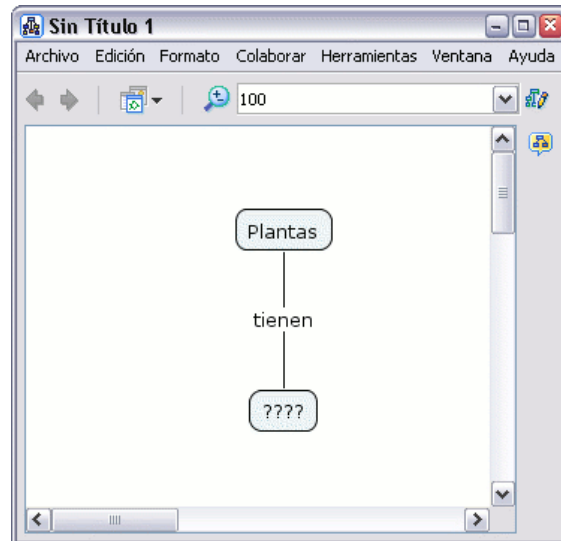 Sin Título 1
Archivo Edición Formato Colaborar Herramientas Ventana Ayuda
100
Plantas
tienen
????